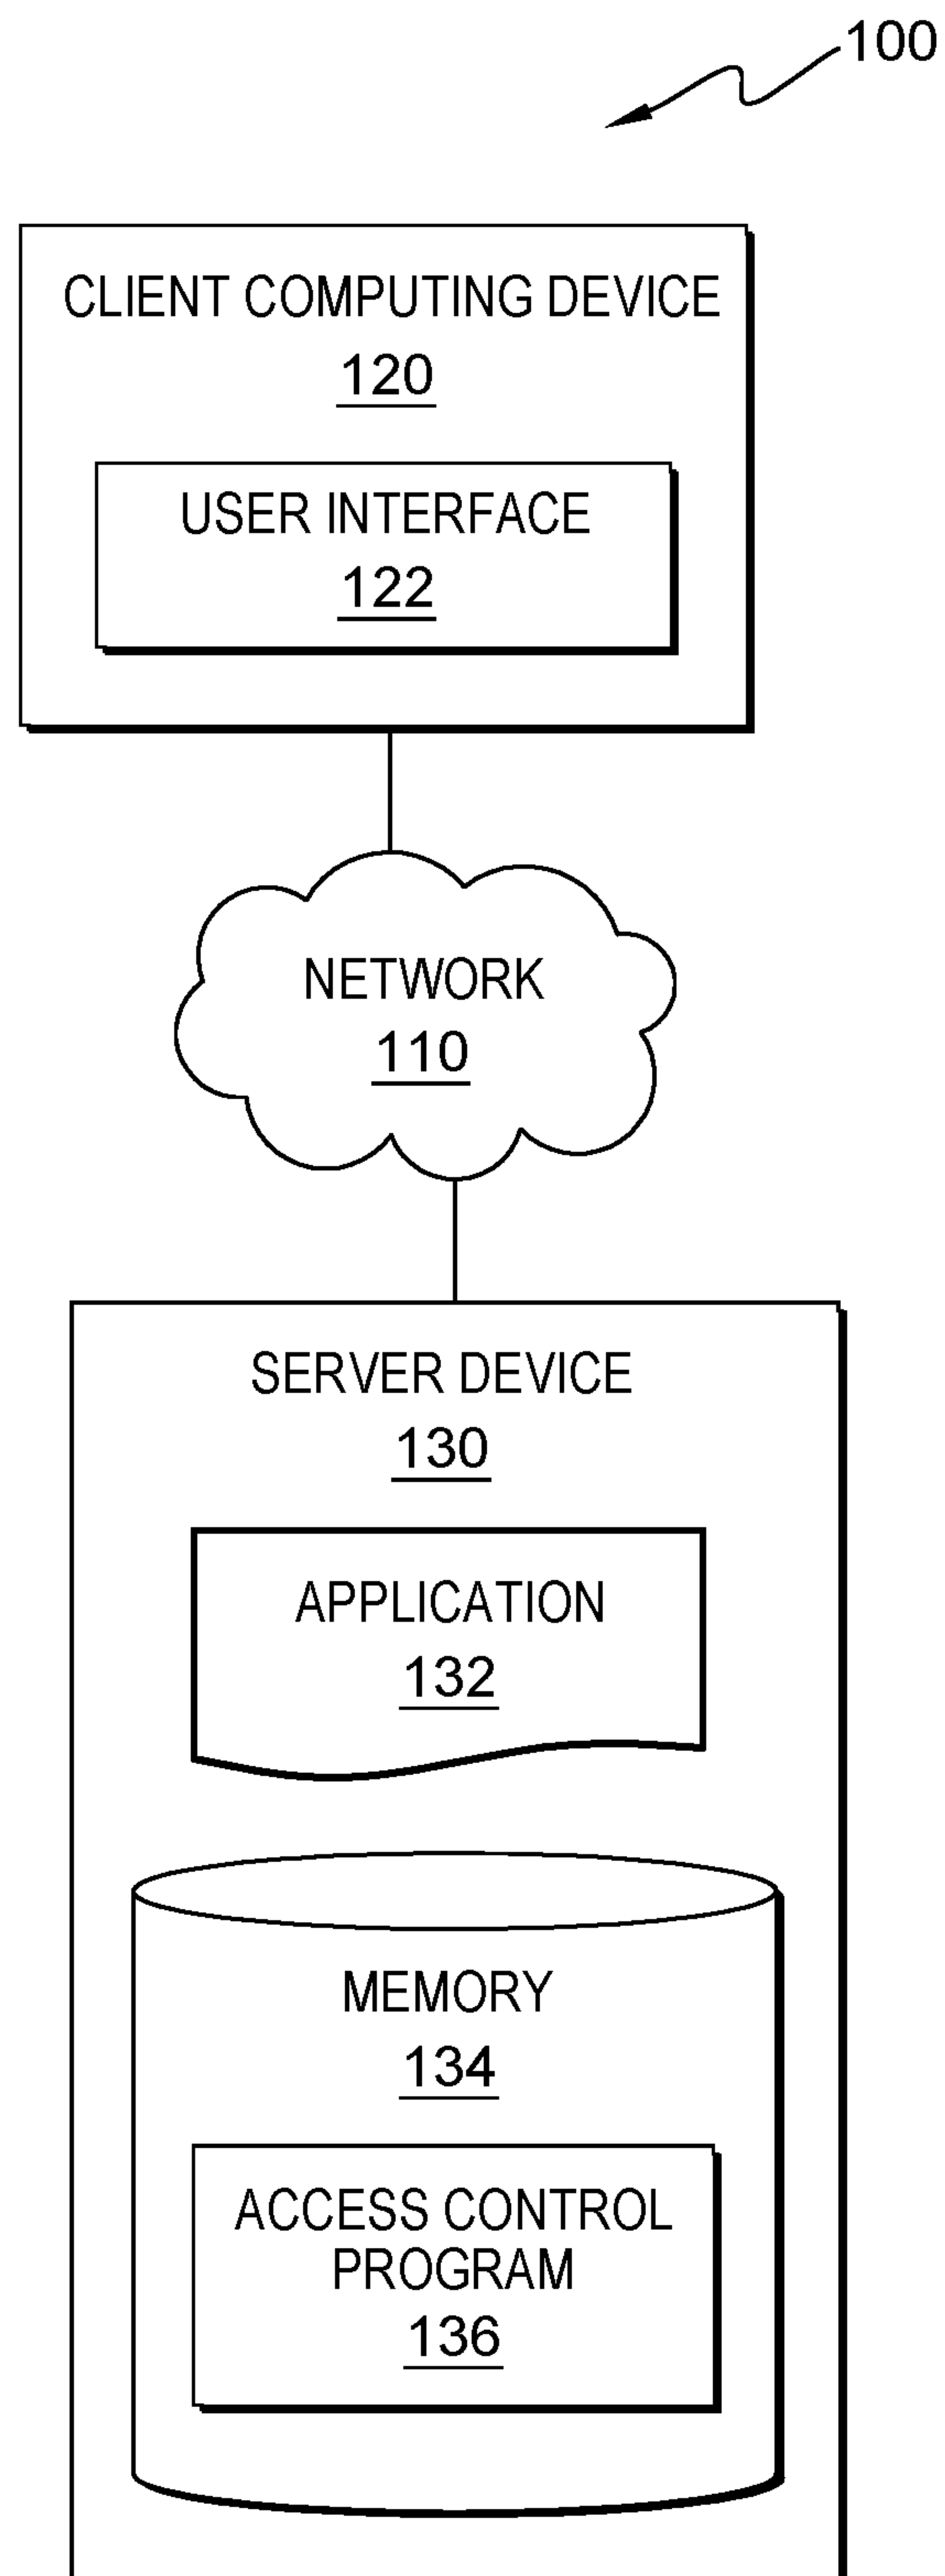 100
CLIENT COMPUTING DEVICE
120
USER INTERFACE
122
NETWORK
110
SERVER DEVICE
130
APPLICATION
132
MEMORY
134
ACCESS CONTROL
PROGRAM
136